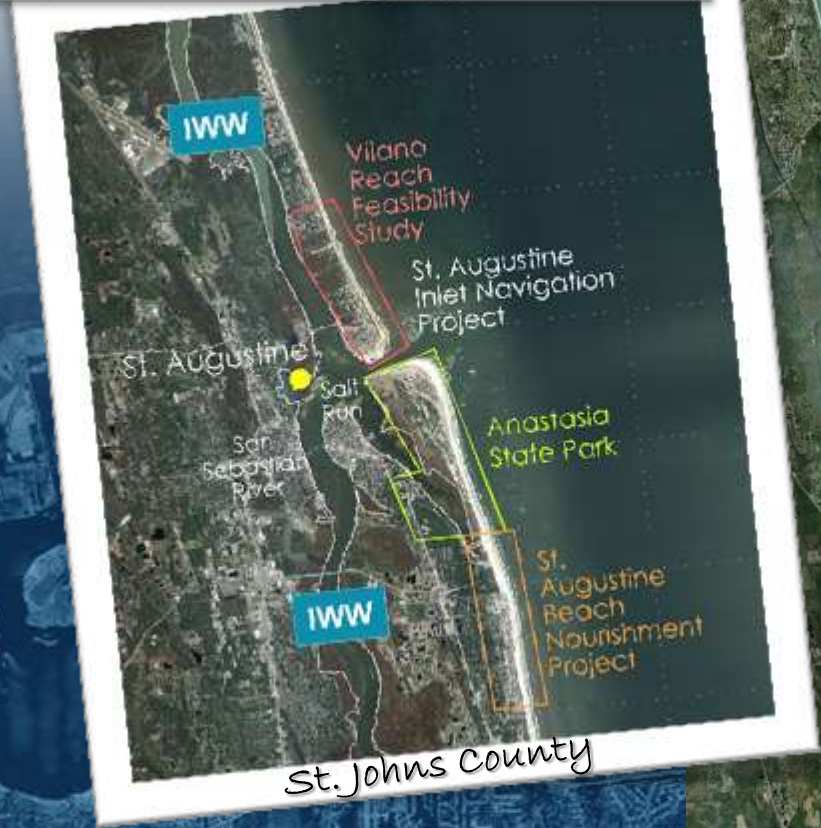 IWW
Vilano
Reach
Feasibility
Study
St. Augustine
Inlet Navigation
Project
St. Augustine
Salt
Run
San
Sebastian
River
Anastasia
State Park
St.
Augustine
Beach
Nourishment
Project
IWW
St. Johns County